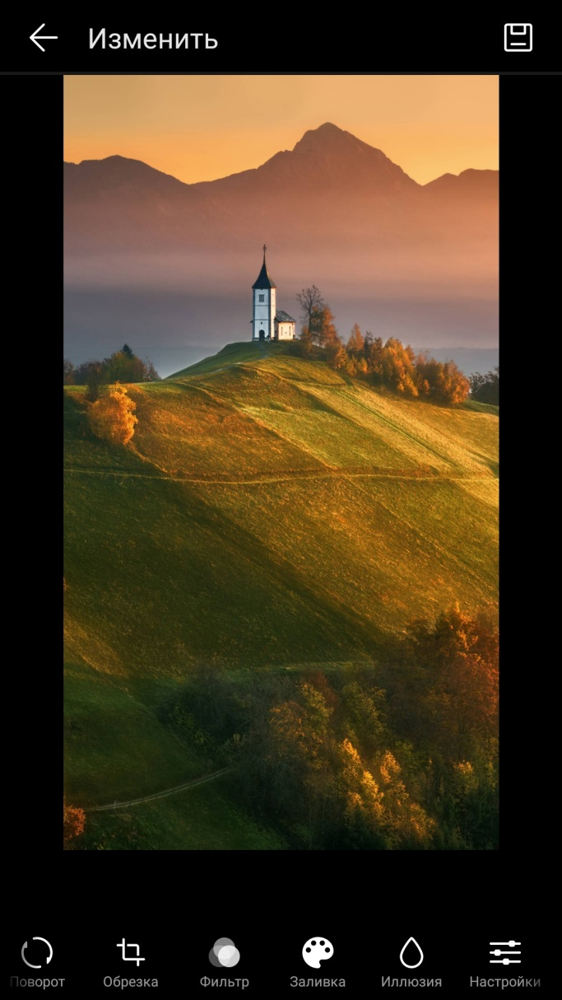 Изменить
Поворот
Обрезка
Фильтр
Заливка
Иллюзия
Настройки